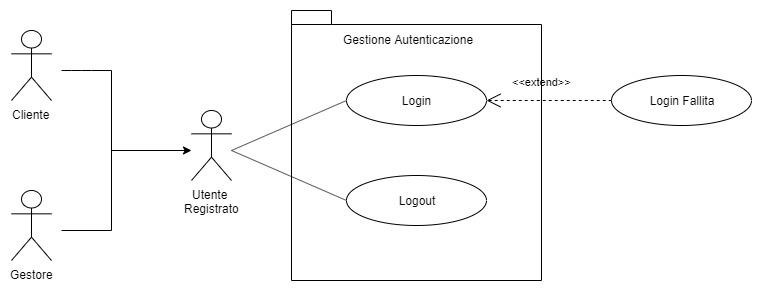 Gestione Autenticazione
Cliente
Login
<<extend>>
Login Fallita
Utente
Registrato
Logout
Gestore